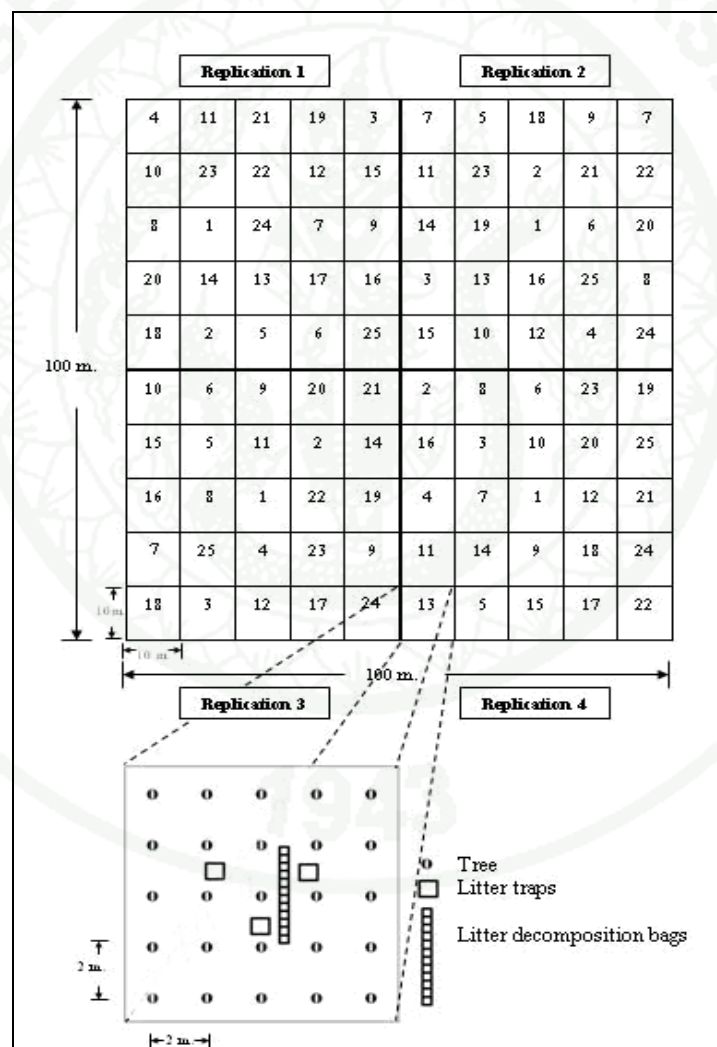 Replication 1 Replication 2
4 11 21 19 3 7 5 18 9 7
10 23 22 12 15 11 23 2 21 22
8 1 24 7 9 14 19 1 6 20
20 14 13 17 16 3 13 16 25 8
18 2 5 6 25 15 10 12 4 24
100 m.
10 6 9 20 21 2 8 6 23 19
15 5 11 2 14 16 3 10 20 25
16 8 1 22 19 4 7 1 12 21
7 25 4 23 9 11 14 9 18 24
10 m.
18 3 12 17 24 13 5 15 17 22
10 m
100 m.
Replication 3 Replication 4
1943
Tree
Litter traps
Litter decomposition bags
2 m.
2 m.